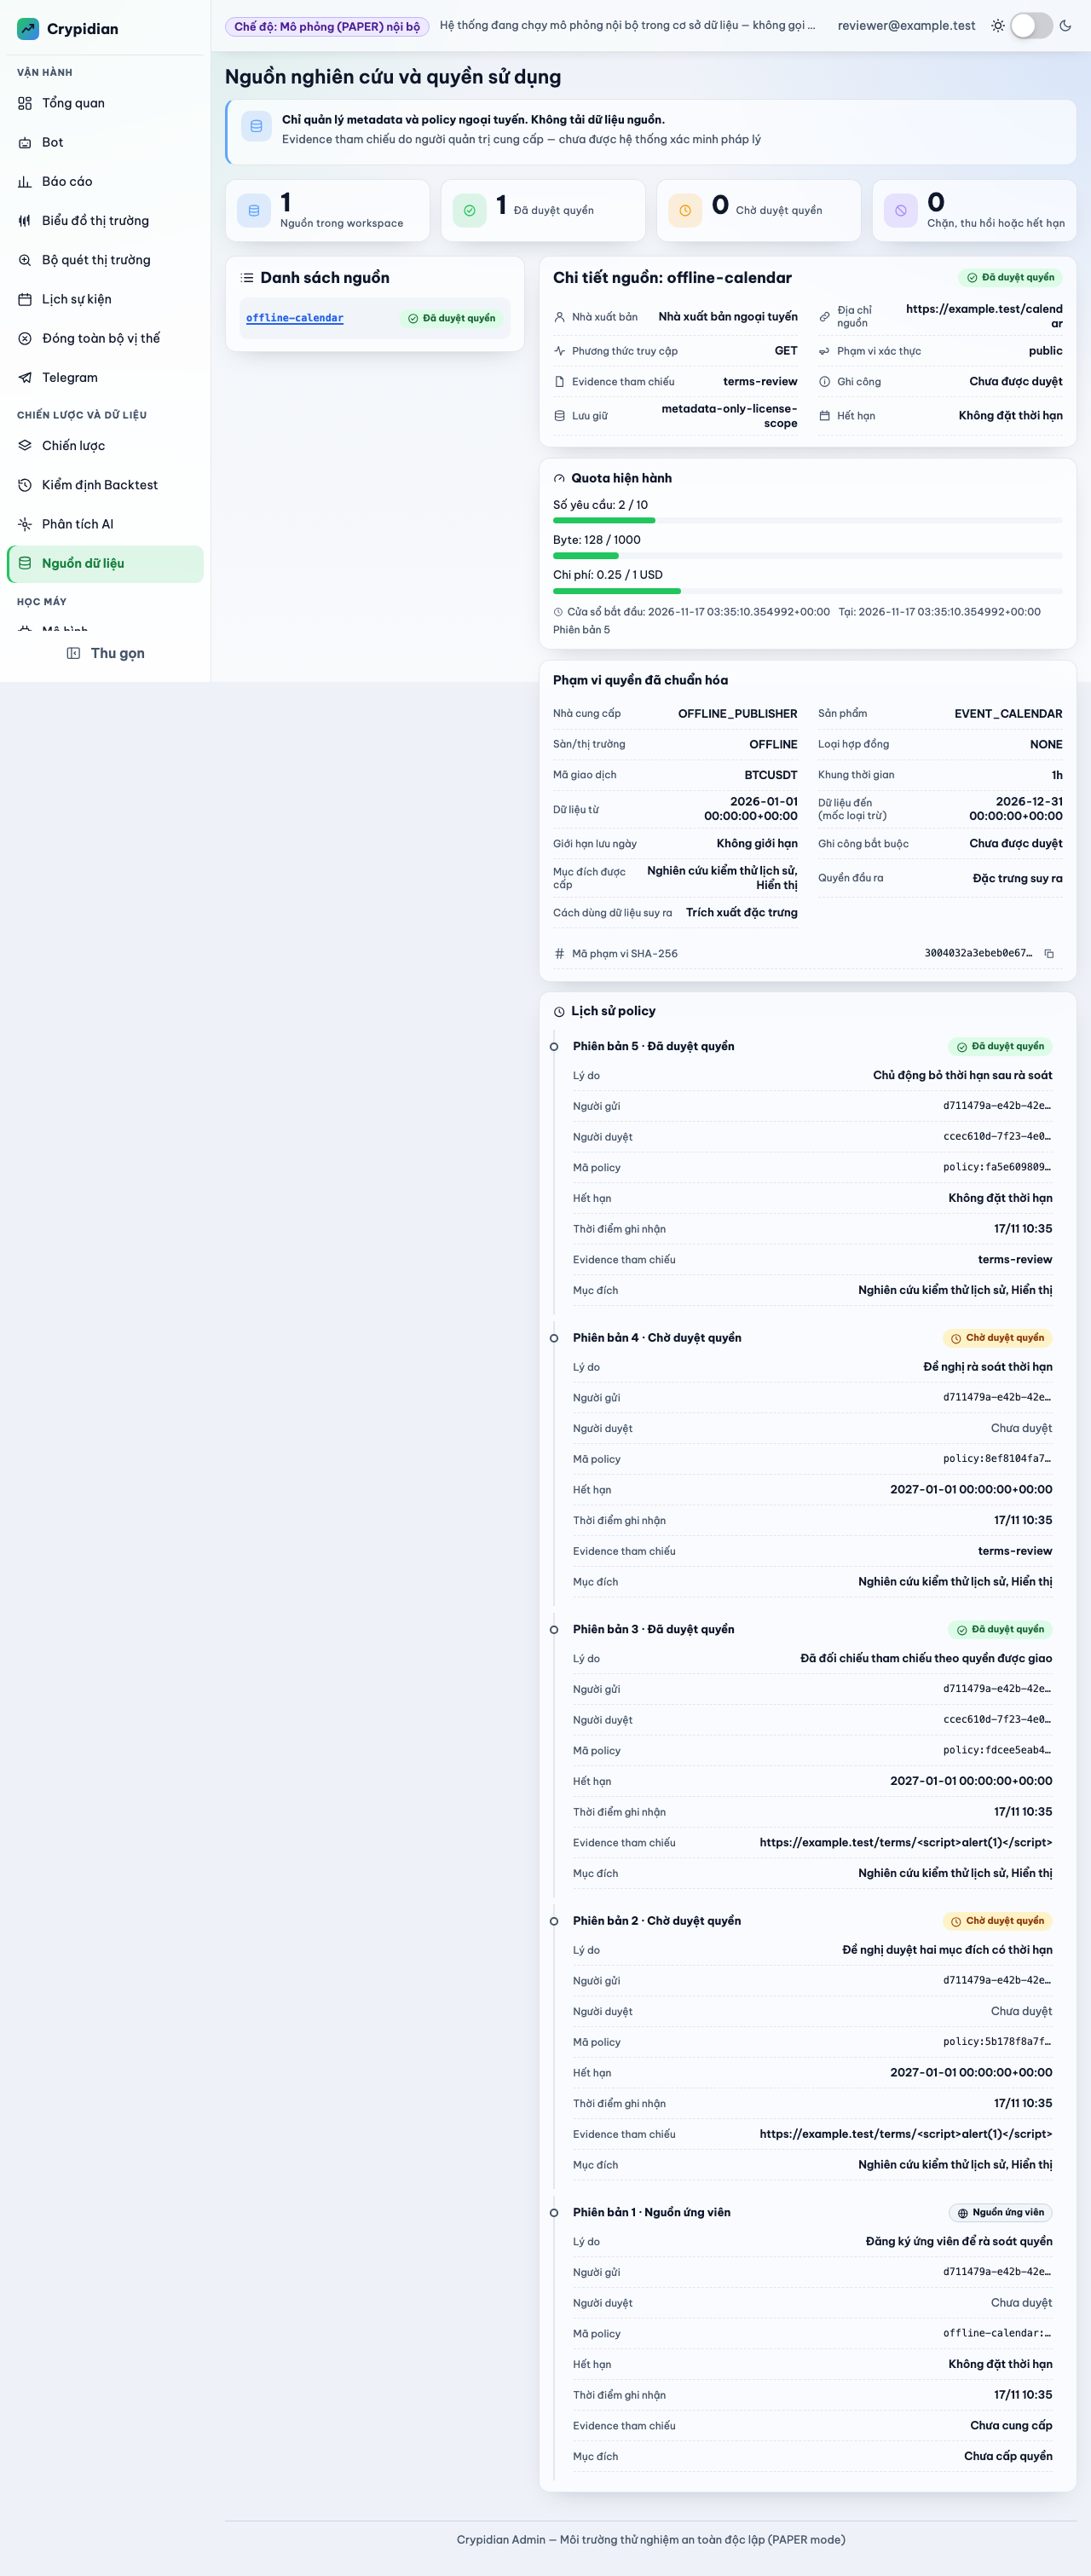 Crypidian
VẬN HÀNH
Tổng quan
Bot
Báo cáo
Biểu đồ thị trường
Bộ quét thị trường
Lịch sự kiện
Đóng toàn bộ vị thế
Telegram
CHIẾN LƯỢC VÀ DỮ LIỆU
Chiến lược
Kiểm định Backtest
Phân tích AI
Nguồn dữ liệu
HỌC MÁY
Thu gọn
Chế độ: Mô phỏng (PAPER) nội bộ
Hệ thống đang chạy mô phỏng nội bộ trong cơ sở dữ liệu — không gọi ...
reviewer@example.test
Nguồn nghiên cứu và quyền sử dụng
Chỉ quản lý metadata và policy ngoại tuyến. Không tải dữ liệu nguồn.
Evidence tham chiếu do người quản trị cung cấp — chưa được hệ thống xác minh pháp lý
1
Nguồn trong workspace
1 Đã duyệt quyền
0 Chờ duyệt quyền
0
Chặn, thu hồi hoặc hết hạn
Danh sách nguồn
offline-calendar
Đã duyệt quyền
Chi tiết nguồn: offline-calendar
Đã duyệt quyền
Nhà xuất bản
Nhà xuất bản ngoại tuyến
Địa chỉ
nguồn
https://example.test/calend
ar
Phương thức truy cập
GET
Phạm vi xác thực
public
Evidence tham chiếu
terms-review
Ghi công
Chưa được duyệt
Lưu giữ
metadata-only-license-
scope
Hết hạn
Không đặt thời hạn
Quota hiện hành
Số yêu cầu: 2 / 10
Byte: 128 / 1000
Chi phí: 0.25 / 1 USD
Cửa sổ bắt đầu: 2026-11-17 03:35:10.354992+00:00 Tại: 2026-11-17 03:35:10.354992+00:00
Phiên bản 5
Phạm vi quyền đã chuẩn hóa
Nhà cung cấp
OFFLINE_PUBLISHER
Sản phẩm
EVENT_CALENDAR
Sàn/thị trường
OFFLINE
Loại hợp đồng
NONE
Mã giao dịch
BTCUSDT
Khung thời gian
1h
Dữ liệu từ
2026-01-01
00:00:00+00:00
Dữ liệu đến
(mốc loại trừ)
2026-12-31
00:00:00+00:00
Giới hạn lưu ngày
Không giới hạn
Ghi công bắt buộc
Chưa được duyệt
Mục đích được
cấp
Nghiên cứu kiểm thử lịch sử,
Hiển thị
Quyền đầu ra
Đặc trưng suy ra
Cách dùng dữ liệu suy ra
Trích xuất đặc trưng
Mã phạm vi SHA-256
3004032a3ebeb0e67…
Lịch sử policy
Phiên bản 5 · Đã duyệt quyền
Đã duyệt quyền
Lý do
Chủ động bỏ thời hạn sau rà soát
Người gửi
d711479a-e42b-42e…
Người duyệt
ccec610d-7f23-4e0…
Mã policy
policy:fa5e609809…
Hết hạn
Không đặt thời hạn
Thời điểm ghi nhận
17/11 10:35
Evidence tham chiếu
terms-review
Mục đích
Nghiên cứu kiểm thử lịch sử, Hiển thị
Phiên bản 4 · Chờ duyệt quyền
Chờ duyệt quyền
Lý do
Đề nghị rà soát thời hạn
Người gửi
d711479a-e42b-42e…
Người duyệt
Chưa duyệt
Mã policy
policy:8ef8104fa7…
Hết hạn
2027-01-01 00:00:00+00:00
Thời điểm ghi nhận
17/11 10:35
Evidence tham chiếu
terms-review
Mục đích
Nghiên cứu kiểm thử lịch sử, Hiển thị
Phiên bản 3 · Đã duyệt quyền
Đã duyệt quyền
Lý do
Đã đối chiếu tham chiếu theo quyền được giao
Người gửi
d711479a-e42b-42e…
Người duyệt
ccec610d-7f23-4e0…
Mã policy
policy:fdcee5eab4…
Hết hạn
2027-01-01 00:00:00+00:00
Thời điểm ghi nhận
17/11 10:35
Evidence tham chiếu
https://example.test/terms/<script>alert(1)</script>
Mục đích
Nghiên cứu kiểm thử lịch sử, Hiển thị
Phiên bản 2 · Chờ duyệt quyền
Chờ duyệt quyền
Lý do
Đề nghị duyệt hai mục đích có thời hạn
Người gửi
d711479a-e42b-42e…
Người duyệt
Chưa duyệt
Mã policy
policy:5b178f8a7f…
Hết hạn
2027-01-01 00:00:00+00:00
Thời điểm ghi nhận
17/11 10:35
Evidence tham chiếu
https://example.test/terms/<script>alert(1)</script>
Mục đích
Nghiên cứu kiểm thử lịch sử, Hiển thị
Phiên bản 1 · Nguồn ứng viên
Nguồn ứng viên
Lý do
Đăng ký ứng viên để rà soát quyền
Người gửi
d711479a-e42b-42e…
Người duyệt
Chưa duyệt
Mã policy
offline-calendar:…
Hết hạn
Không đặt thời hạn
Thời điểm ghi nhận
17/11 10:35
Evidence tham chiếu
Chưa cung cấp
Mục đích
Chưa cấp quyền
Crypidian Admin — Môi trường thử nghiệm an toàn độc lập (PAPER mode)